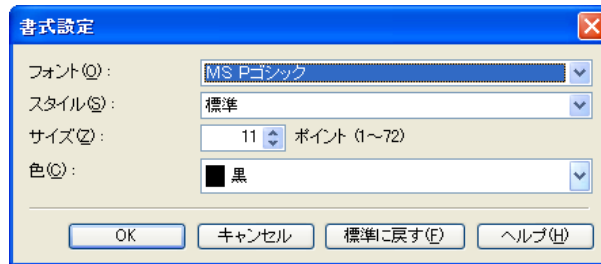 書式設定
フォント(O): MS Pゴシック
スタイル(S): 標準
サイズ(Z): 11 ポイント (1～72)
色(C): 黒
OK キャンセル 標準に戻す(F) ヘルプ(H)